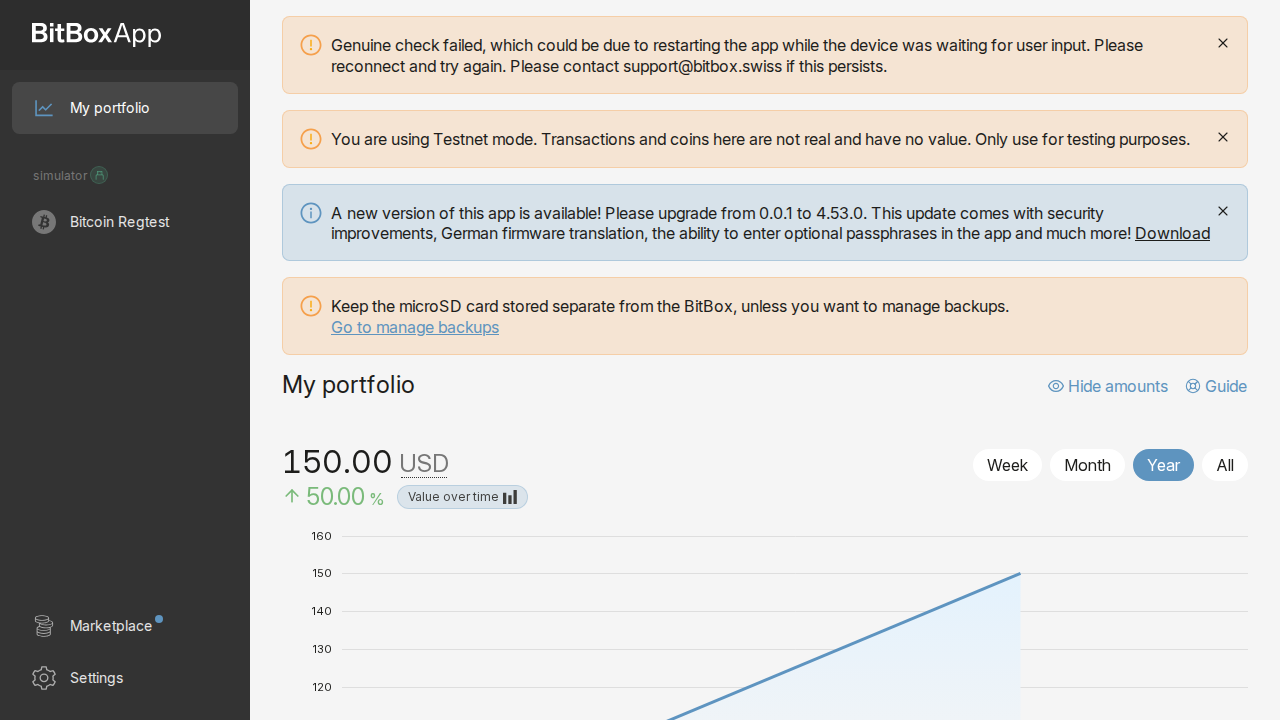 BitBoxApp
My portfolio
simulator
Bitcoin Regtest
Marketplace
Settings
Genuine check failed, which could be due to restarting the app while the device was waiting for user input. Please
reconnect and try again. Please contact support@bitbox.swiss if this persists.
You are using Testnet mode. Transactions and coins here are not real and have no value. Only use for testing purposes.
A new version of this app is available! Please upgrade from 0.0.1 to 4.53.0. This update comes with security
improvements, German firmware translation, the ability to enter optional passphrases in the app and much more! Download
Keep the microSD card stored separate from the BitBox, unless you want to manage backups.
Go to manage backups
My portfolio
Hide amounts
Guide
150.00 USD
50.00 %
Value over time
Week
Month
Year
All
160
150
140
130
120